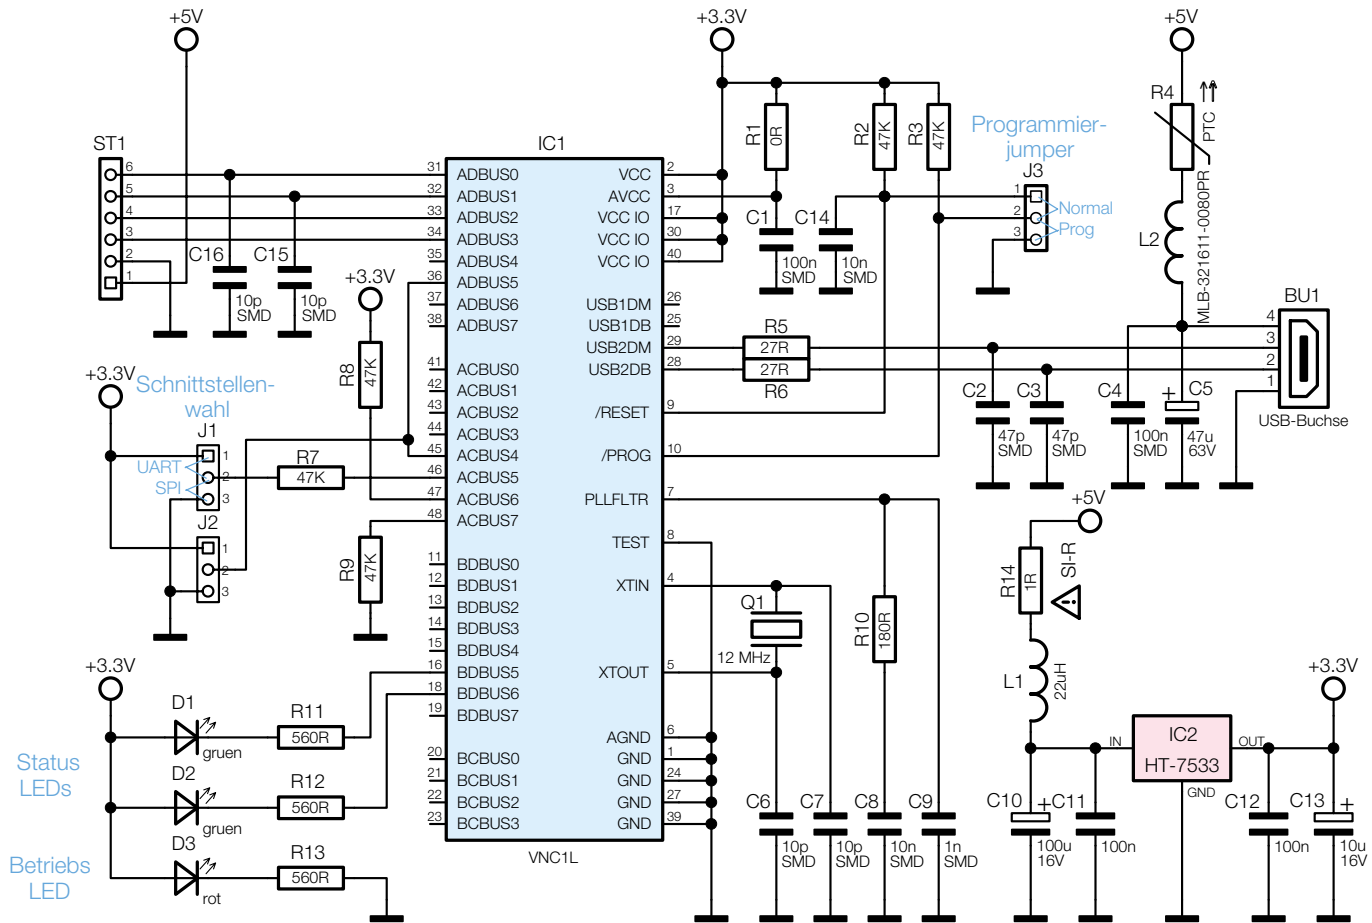 +5V
ST1
6
5
4
3
2
1
C16
10p
SMD
C15
10p
SMD
+3.3V
R8
47K
+3.3V
Schnittstellen-
wahl
J1
1
2
3
UART
SPI
R7
47K
J2
1
2
3
R9
47K
+3.3V
D1
gruen
R11
560R
D2
gruen
R12
560R
D3
rot
R13
560R
Status
LEDs
Betriebs
LED
IC1
31 ADBUS0
32 ADBUS1
33 ADBUS2
34 ADBUS3
35 ADBUS4
36 ADBUS5
37 ADBUS6
38 ADBUS7
41 ACBUS0
42 ACBUS1
43 ACBUS2
44 ACBUS3
45 ACBUS4
46 ACBUS5
47 ACBUS6
48 ACBUS7
11 BDBUS0
12 BDBUS1
13 BDBUS2
14 BDBUS3
15 BDBUS4
16 BDBUS5
18 BDBUS6
19 BDBUS7
20 BCBUS0
21 BCBUS1
22 BCBUS2
23 BCBUS3
VCC 2
AVCC 3
VCC IO 17
VCC IO 30
VCC IO 40
USB1DM 26
USB1DB 25
USB2DM 29
USB2DB 28
/RESET 9
/PROG 10
PLLFLTR 7
TEST 8
XTIN 4
XTOUT 5
AGND 6
GND 1
GND 24
GND 27
GND 39
VNC1L
+3.3V
R1
0R
R2
47K
R3
47K
C1
100n
SMD
C14
10n
SMD
Programmier-
jumper
J3
1
2
3
Normal
Prog
+5V
R4
PTC
L2
MLB-321611-0080PR
R5
27R
27R
R6
BU1
4
3
2
1
USB-Buchse
C2
47p
SMD
C3
47p
SMD
C4
100n
SMD
+
C5
47u
63V
Q1
12 MHz
R10
180R
C6
10p
SMD
C7
10p
SMD
C8
10n
SMD
C9
1n
SMD
+5V
R14
1R
SI-R
L1
22uH
IN
IC2
HT-7533
OUT
GND
+3.3V
C10
+
100u
16V
C11
100n
C12
100n
C13
+
10u
16V